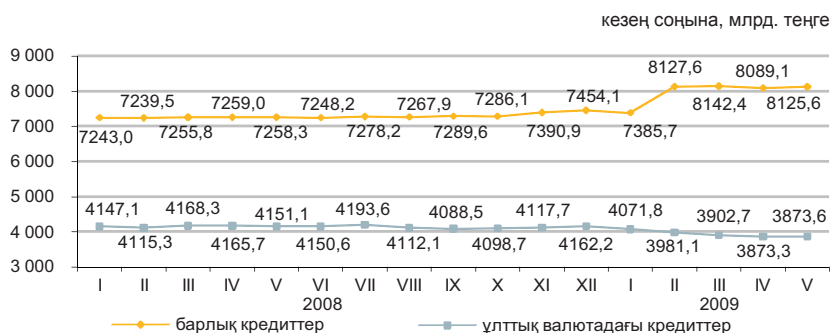 кезең соңына, млрд. теңге
9 000
8 127,6 8089,1
8 000
7239,5 7259,0 7248,2 7267,9 7286,1 7454,1
8142,4 8125,6
7 000
7243,0 7255,8 7258,3 7278,2 7289,6 7390,9 7385,7
6 000
5 000
4147,1 4168,3 4151,1 4193,6 4088,5 4117,7 4071,8 3902,7 3873,6
4 000
4115,3 4165,7 4150,6 4112,1 4098,7 4162,2 3981,1 3873,3
3 000
I II III IV V VI VII VIII IX X XI XII I II III IV V
2008 2009
барлық кредиттер ұлттық валютадағы кредиттер